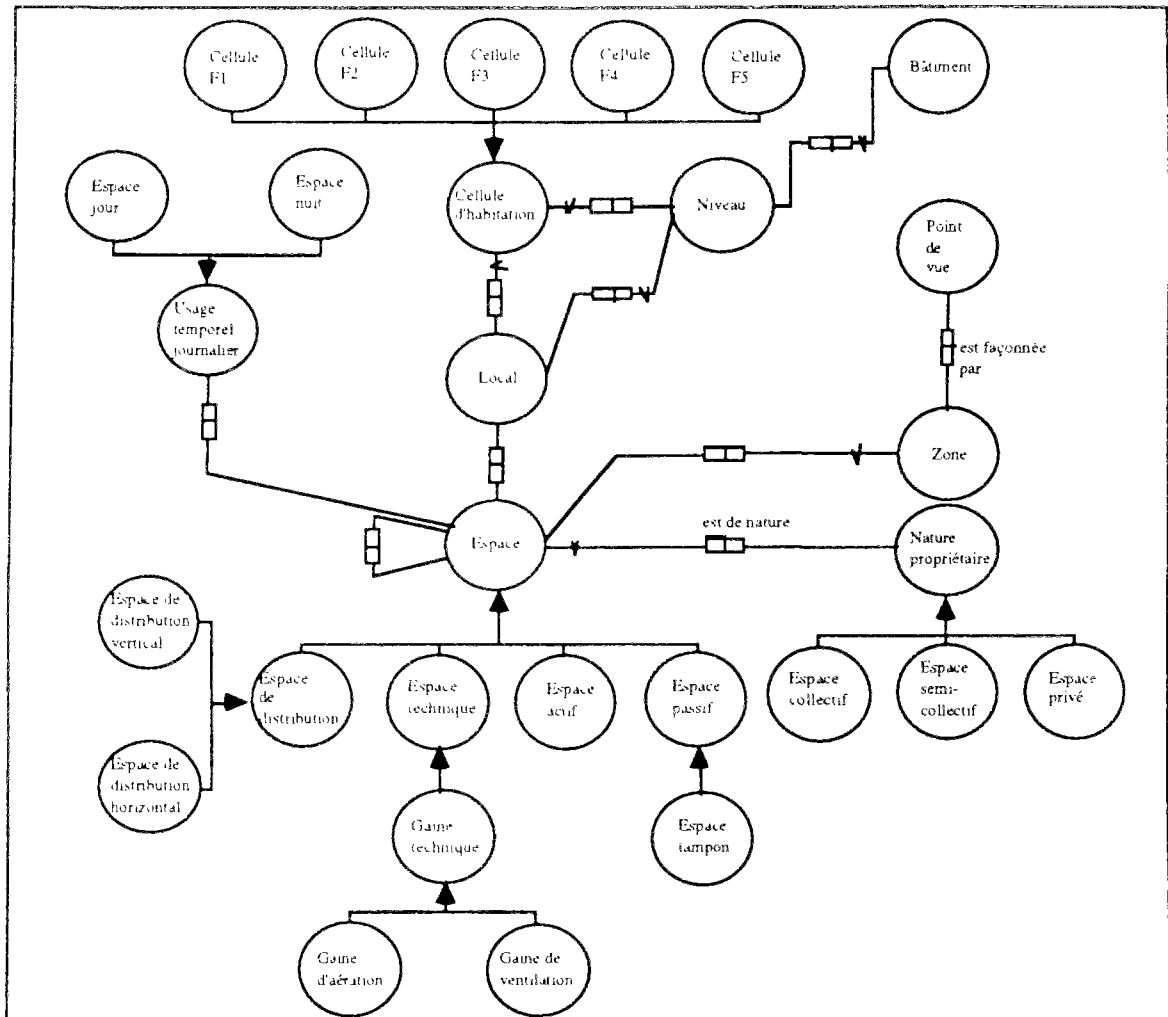 Cellule
F1
Cellule
F2
Cellule
F3
Cellule
F4
Cellule
F5
Bâtiment
Espace
jour
Espace
nuit
Cellule
d'habitation
Niveau
Point
de
vue
Usage
temporel
journalier
est façonnée
par
Local
Zone
est de nature
Espace
Nature
propriétaire
Espace de
distribution
vertical
Espace
de
distribution
Espace
technique
Espace
actif
Espace
passif
Espace
collectif
Espace
semi-
collectif
Espace
privé
Espace de
distribution
horizontal
Gaine
technique
Espace
tampon
Gaine
d'aération
Gaine de
ventilation